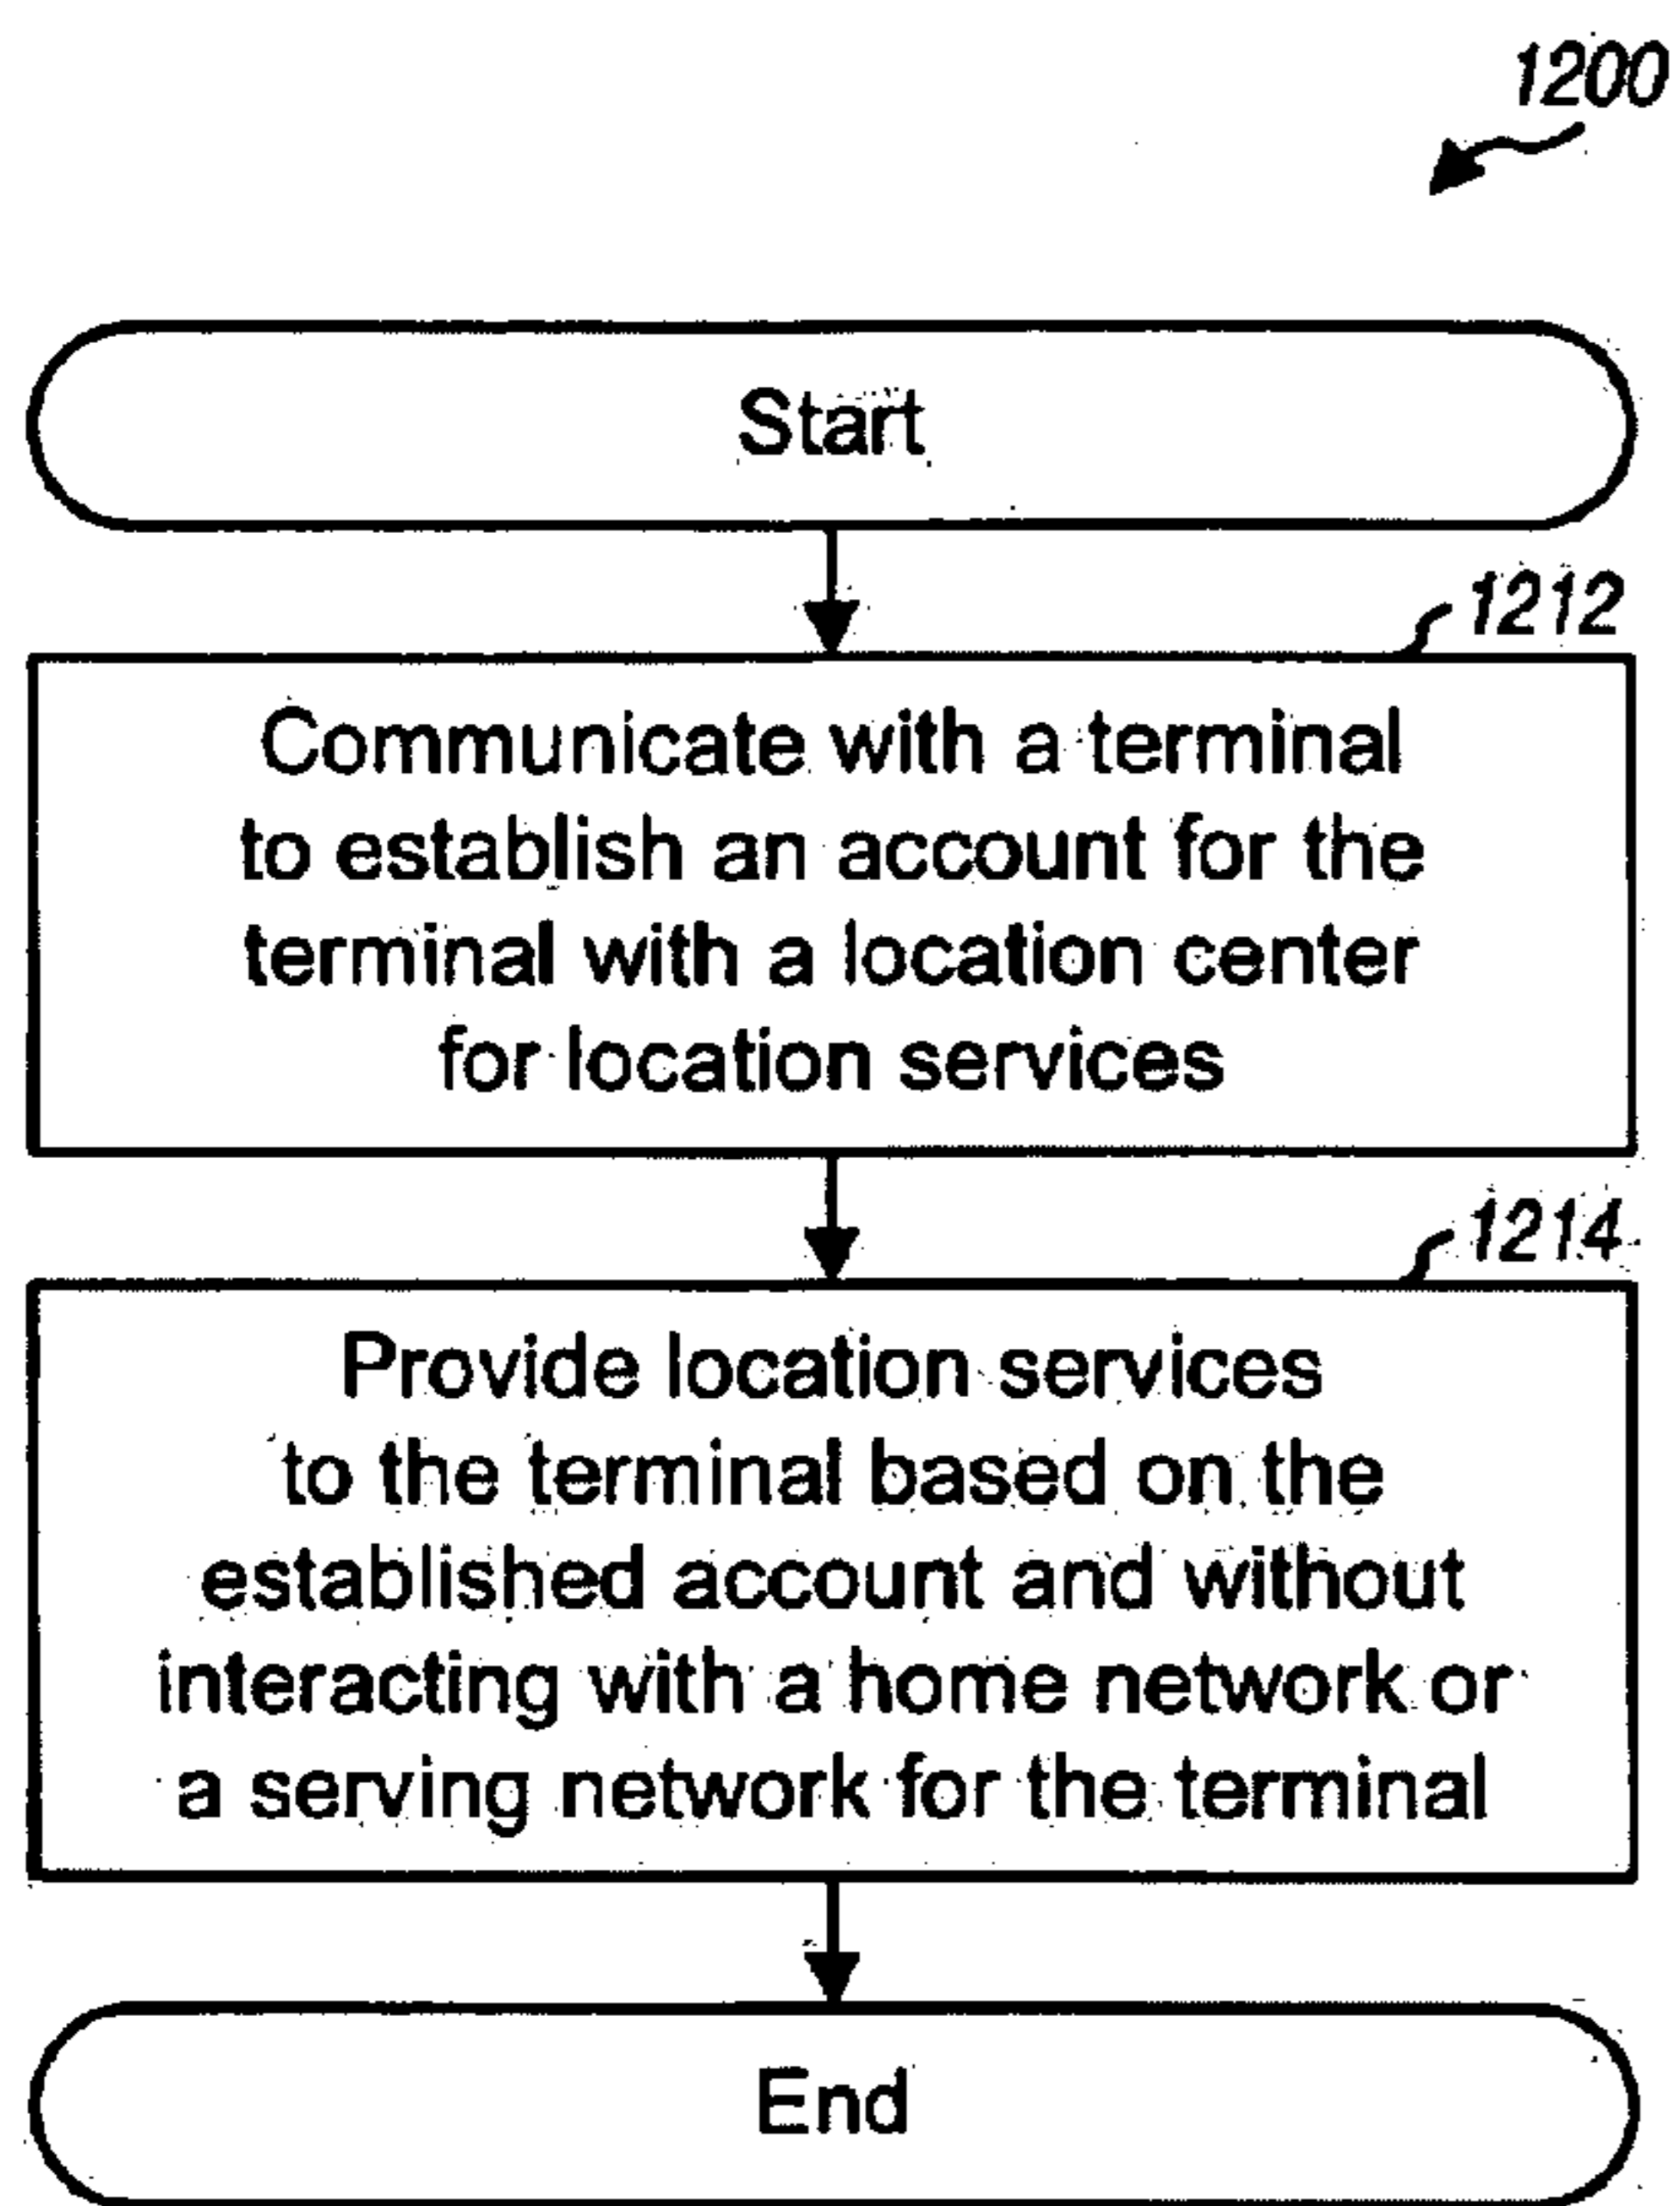 1200
Start
1212
Communicate with a terminal
to establish an account for the
terminal with a location center
for location services
1214
Provide location services
to the terminal based on the
established account and without
interacting with a home network or
a serving network for the terminal
End